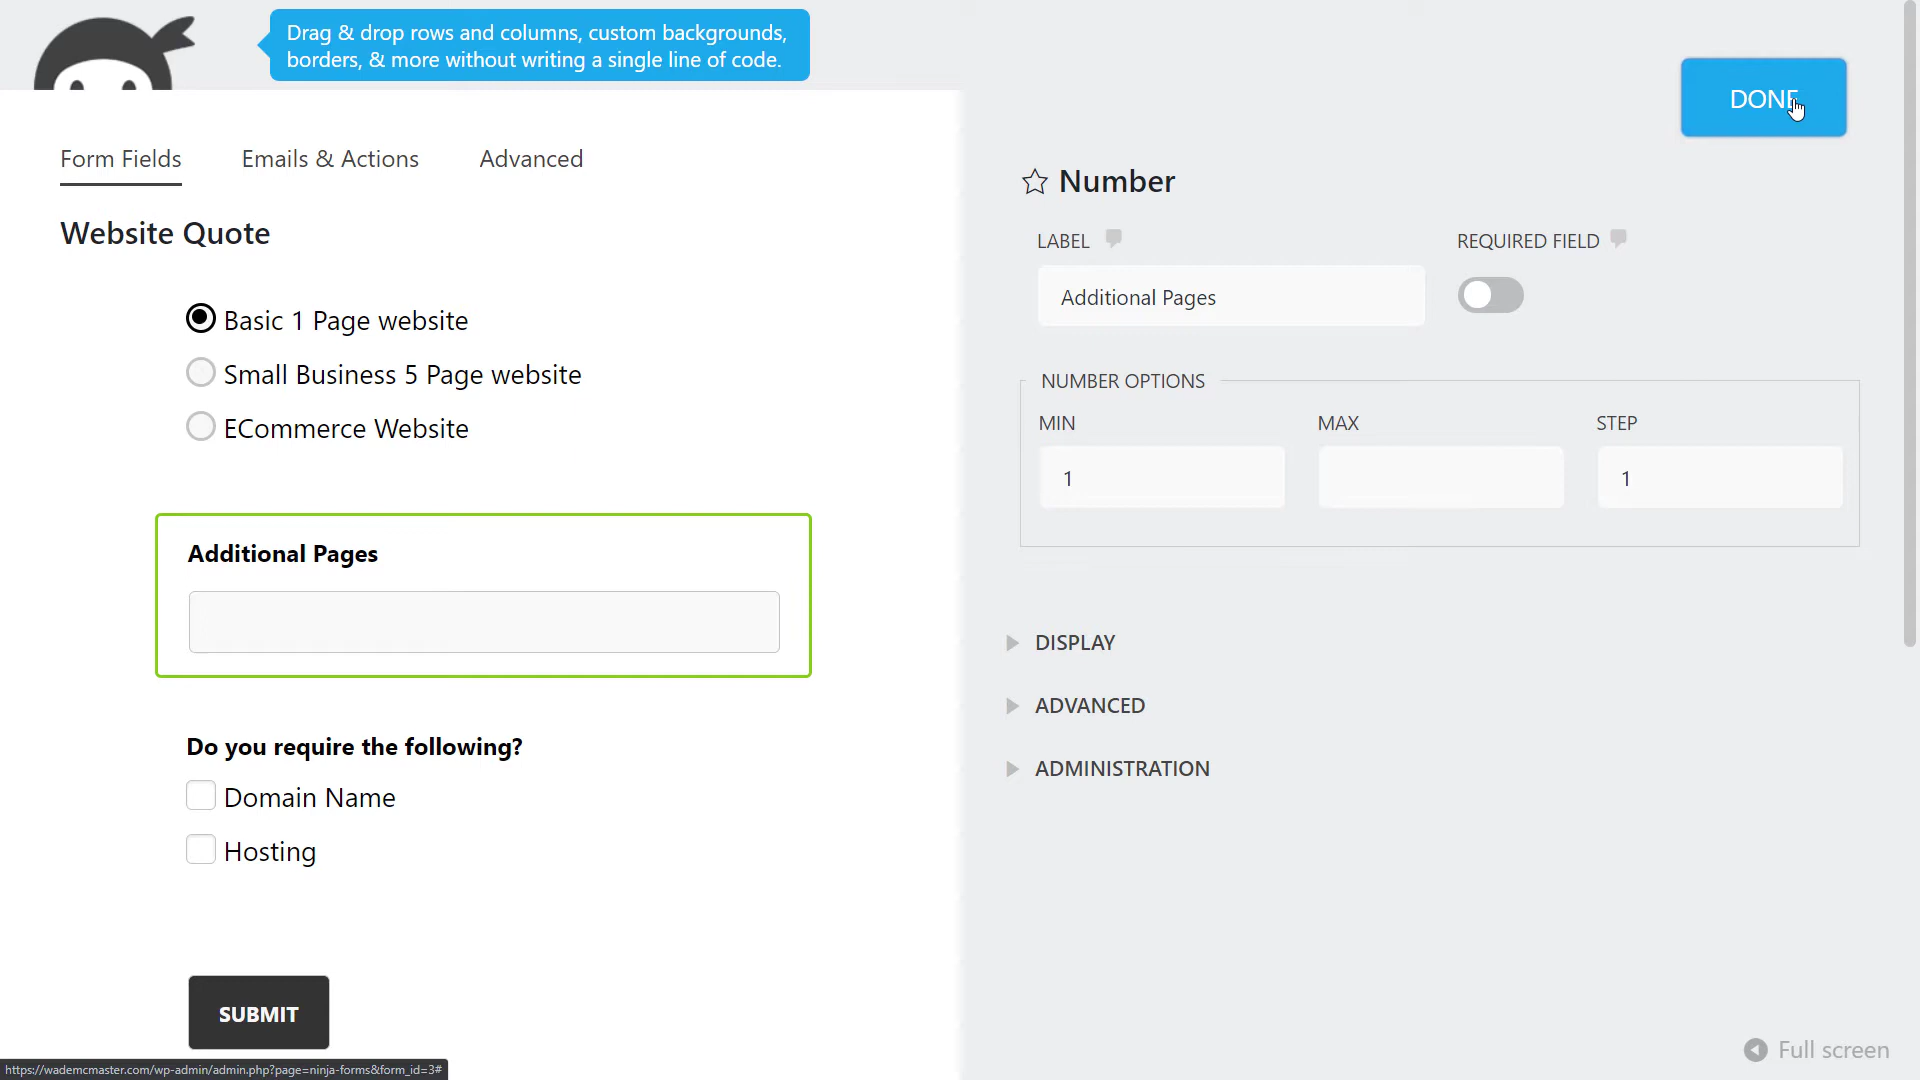 Drag & drop rows and columns, custom backgrounds,
borders, & more without writing a single line of code.
DONE
Form Fields
Emails & Actions
Advanced
Website Quote
Basic 1 Page website
Small Business 5 Page website
ECommerce Website
Additional Pages
Do you require the following?
Domain Name
Hosting
SUBMIT
Number
LABEL
REQUIRED FIELD
Additional Pages
NUMBER OPTIONS
MIN
MAX
STEP
1
1
DISPLAY
ADVANCED
ADMINISTRATION
Full screen
https://wademcmaster.com/wp-admin/admin.php?page=ninja-forms&form_id=3#